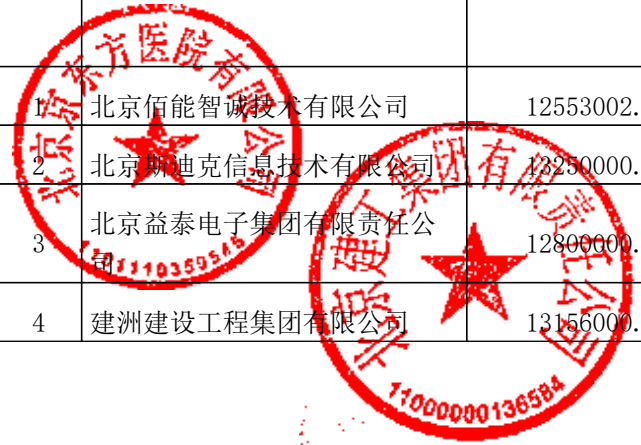 1 北京佰能智诚技术有限公司 12553002.
2 北京斯迪克信息技术有限公司 13250000.
3 北京益泰电子集团有限责任公司 12800000.
4 建洲建设工程集团有限公司 13156000.
北京京东方医院有限公司
北京建工集团有限责任公司
11000000136584